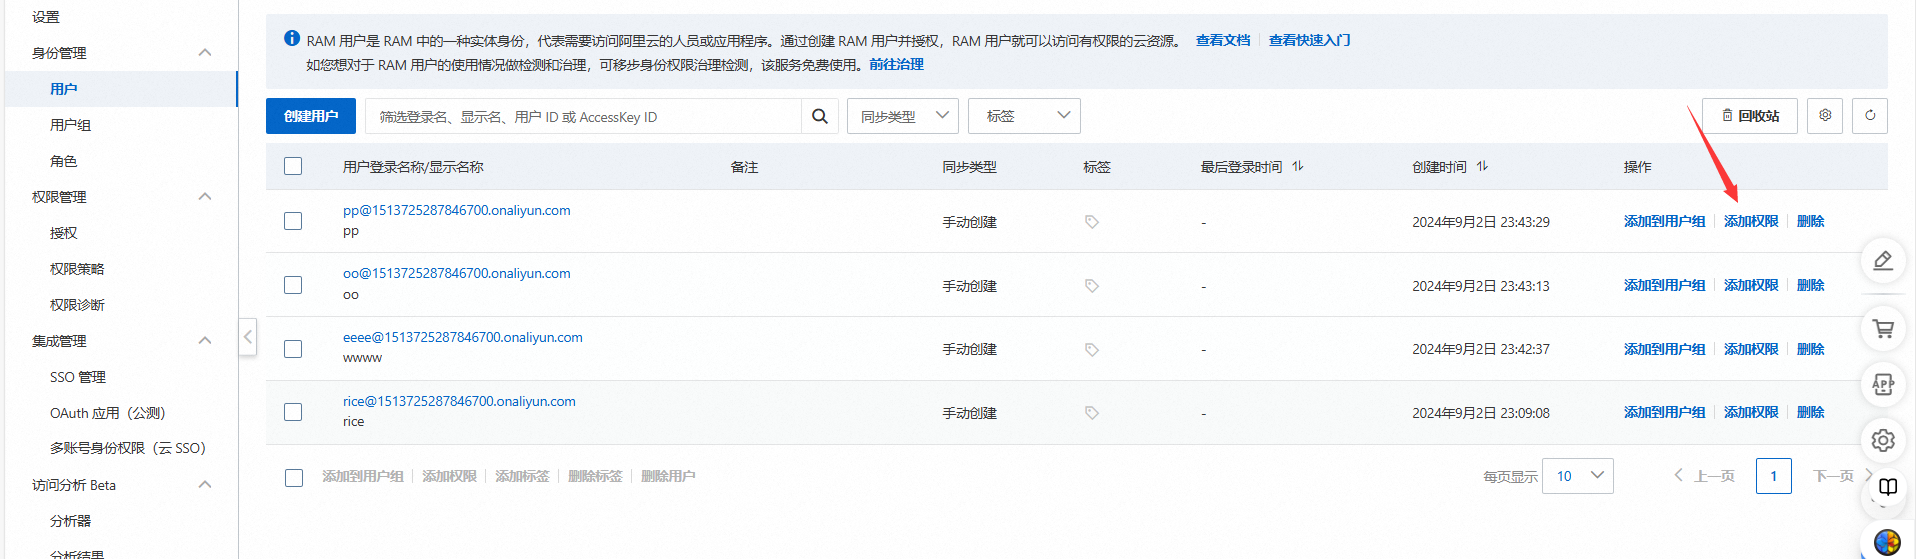 设置
身份管理
用户
用户组
角色
权限管理
授权
权限策略
权限诊断
集成管理
SSO 管理
OAuth 应用（公测）
多账号身份权限（云 SSO）
访问分析 Beta
分析器
分析结果
RAM 用户是 RAM 中的一种实体身份，代表需要访问阿里云的人员或应用程序。通过创建 RAM 用户并授权，RAM 用户就可以访问有权限的云资源。 查看文档 查看快速入门
如您想对于 RAM 用户的使用情况做检测和治理，可移步身份权限治理检测，该服务免费使用。前往治理
创建用户 筛选登录名、显示名、用户 ID 或 AccessKey ID 同步类型 标签 回收站
用户登录名称/显示名称 备注 同步类型 标签 最后登录时间 创建时间 操作
pp@1513725287846700.onaliyun.com
pp 手动创建 - 2024年9月2日 23:43:29 添加到用户组 添加权限 删除
oo@1513725287846700.onaliyun.com
oo 手动创建 - 2024年9月2日 23:43:13 添加到用户组 添加权限 删除
eeee@1513725287846700.onaliyun.com
wwww 手动创建 - 2024年9月2日 23:42:37 添加到用户组 添加权限 删除
rice@1513725287846700.onaliyun.com
rice 手动创建 - 2024年9月2日 23:09:08 添加到用户组 添加权限 删除
添加到用户组 添加权限 添加标签 删除标签 删除用户 每页显示 10 上一页 1 下一页
APP